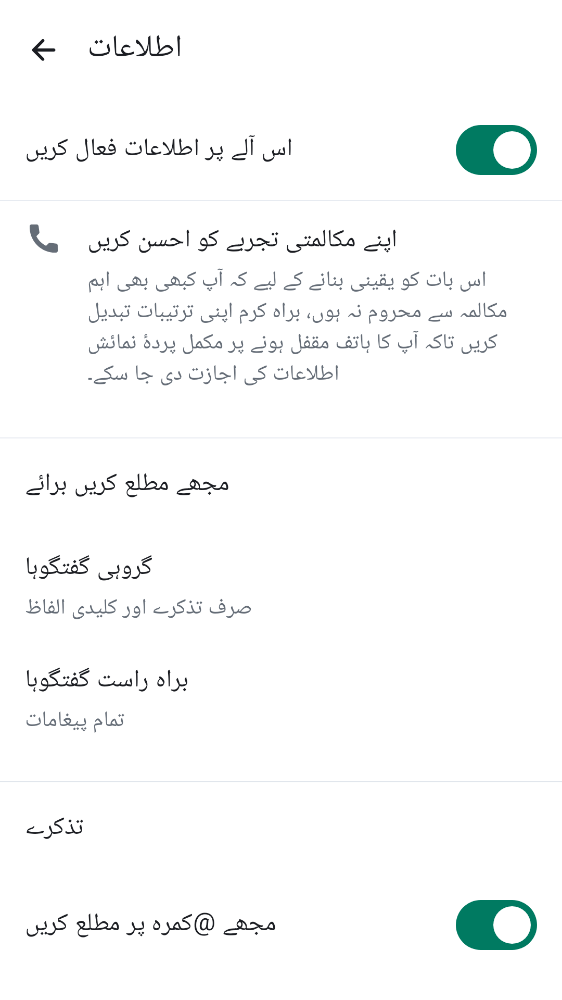 اطلاعات
اس آلے پر اطلاعات فعال کریں
اپنے مکالمتی تجربے کو احسن کریں
اس بات کو یقینی بنانے کے لیے کہ آپ کبھی بھی اہم
مکالمہ سے محروم نہ ہوں، براہ کرم اپنی ترتیبات تبدیل
کریں تاکہ آپ کا ہاتف مقفل ہونے پر مکمل پردۂ نمائش
اطلاعات کی اجازت دی جا سکے۔
مجھے مطلع کریں برائے
گروہی گفتگوہا
صرف تذکرے اور کلیدی الفاظ
براہ راست گفتگوہا
تمام پیغامات
تذکرے
مجھے @کمرہ پر مطلع کریں